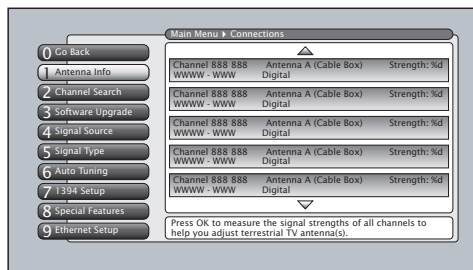 Main Menu Connections
0 Go Back
1 Antenna Info
2 Channel Search
3 Software Upgrade
4 Signal Source
5 Signal Type
6 Auto Tuning
7 1394 Setup
8 Special Features
9 Ethernet Setup
Channel 888 888 Antenna A (Cable Box) Strength: %d
WWWW - WWW Digital
Channel 888 888 Antenna A (Cable Box) Strength: %d
WWWW - WWW Digital
Channel 888 888 Antenna A (Cable Box) Strength: %d
WWWW - WWW Digital
Channel 888 888 Antenna A (Cable Box) Strength: %d
WWWW - WWW Digital
Channel 888 888 Antenna A (Cable Box) Strength: %d
WWWW - WWW Digital
Press OK to measure the signal strengths of all channels to
help you adjust terrestrial TV antenna(s).